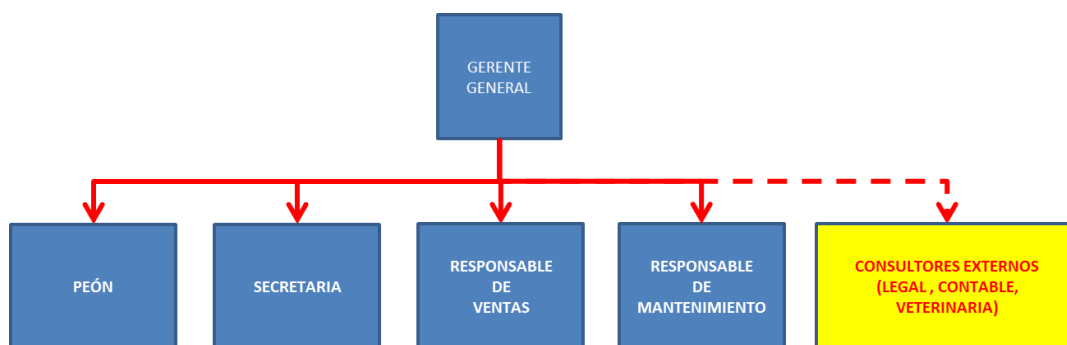 GERENTE
GENERAL
PEÓN
SECRETARIA
RESPONSABLE
DE
VENTAS
RESPONSABLE
DE
MANTENIMIENTO
CONSULTORES EXTERNOS
(LEGAL , CONTABLE,
VETERINARIA)